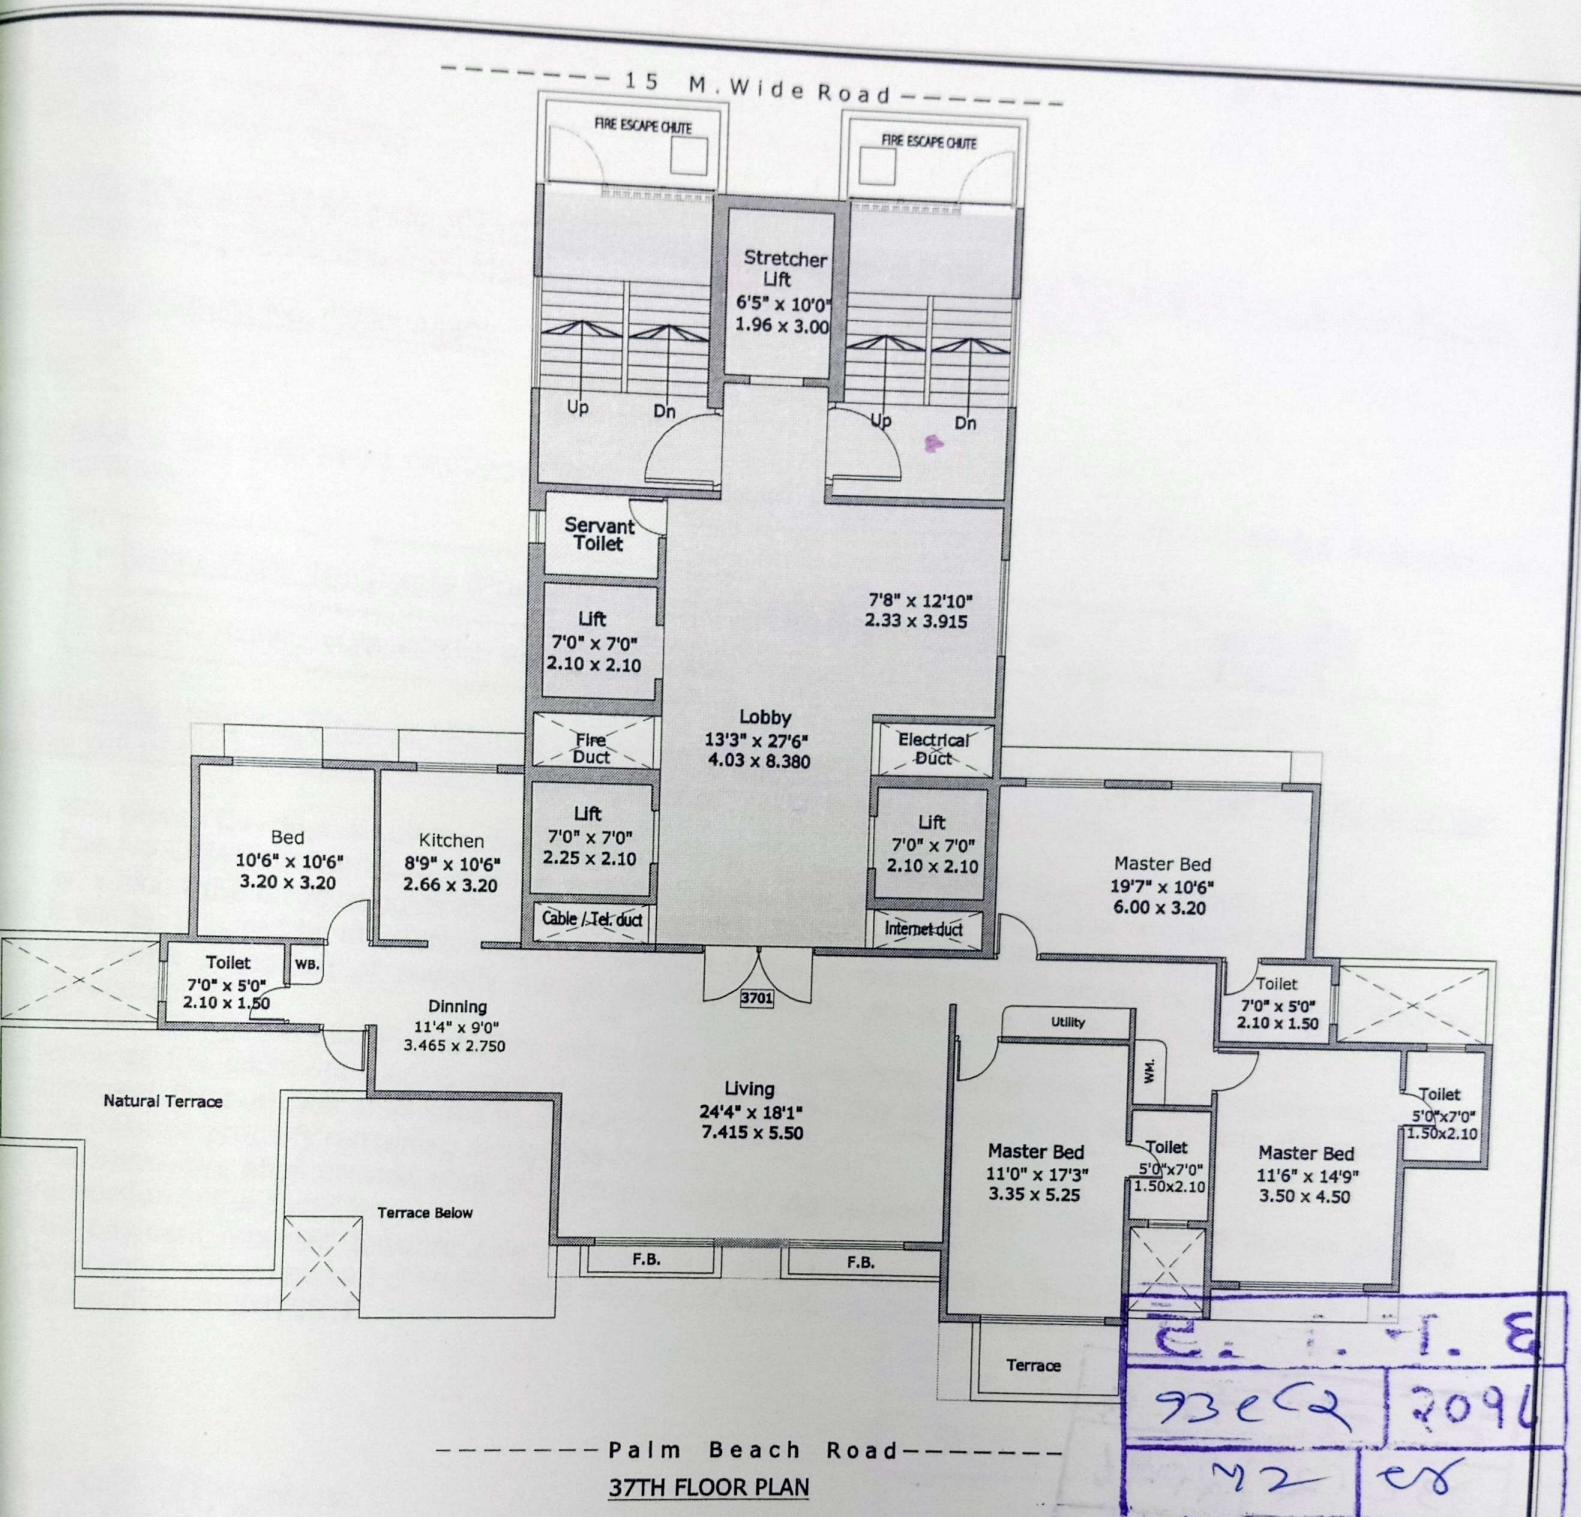 15 M. Wide Road
FIRE ESCAPE CHUTE
FIRE ESCAPE CHUTE
Stretcher
Lift
6'5" x 10'0"
1.96 x 3.00
Up
Dn
Up
Dn
Servant
Toilet
Lift
7'0" x 7'0"
2.10 x 2.10
7'8" x 12'10"
2.33 x 3.915
Fire
Duct
Lobby
13'3" x 27'6"
4.03 x 8.380
Electrical
Duct
Bed
10'6" x 10'6"
3.20 x 3.20
Kitchen
8'9" x 10'6"
2.66 x 3.20
Lift
7'0" x 7'0"
2.25 x 2.10
Lift
7'0" x 7'0"
2.10 x 2.10
Master Bed
19'7" x 10'6"
6.00 x 3.20
Cable / Tel. duct
Internet duct
Toilet
7'0" x 5'0"
2.10 x 1.50
WB.
Dinning
11'4" x 9'0"
3.465 x 2.750
3701
Utility
Toilet
7'0" x 5'0"
2.10 x 1.50
WM.
Natural Terrace
Living
24'4" x 18'1"
7.415 x 5.50
Toilet
5'0"x7'0"
1.50x2.10
Master Bed
11'0" x 17'3"
3.35 x 5.25
Toilet
5'0"x7'0"
1.50x2.10
Master Bed
11'6" x 14'9"
3.50 x 4.50
Terrace Below
F.B.
F.B.
Terrace
Palm Beach Road
37TH FLOOR PLAN